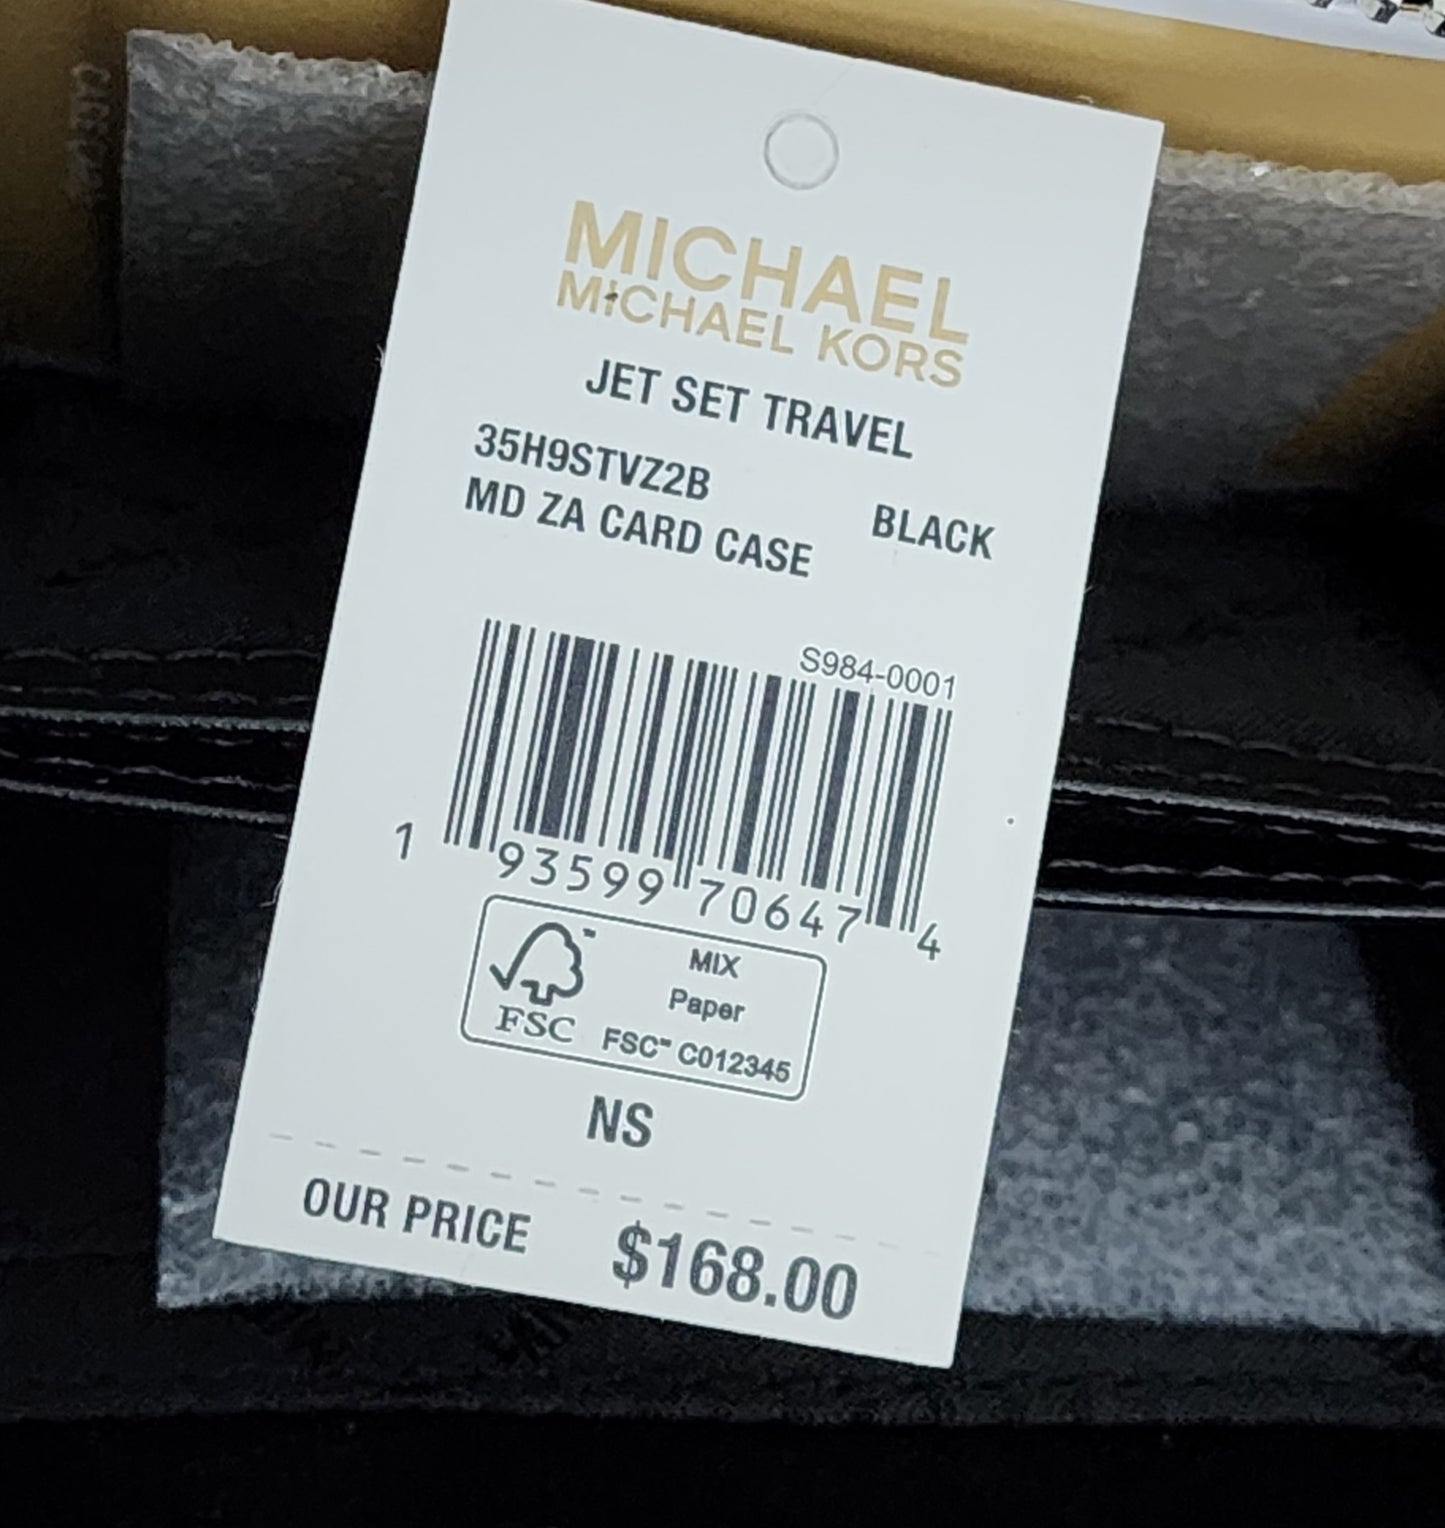 MICHAEL
MICHAEL KORS
JET SET TRAVEL
35H9STVZ2B
BLACK
MD ZA CARD CASE
S984-0001
1 93599 70647 4
MIX
Paper
FSC™ C012345
FSC
NS
OUR PRICE $168.00